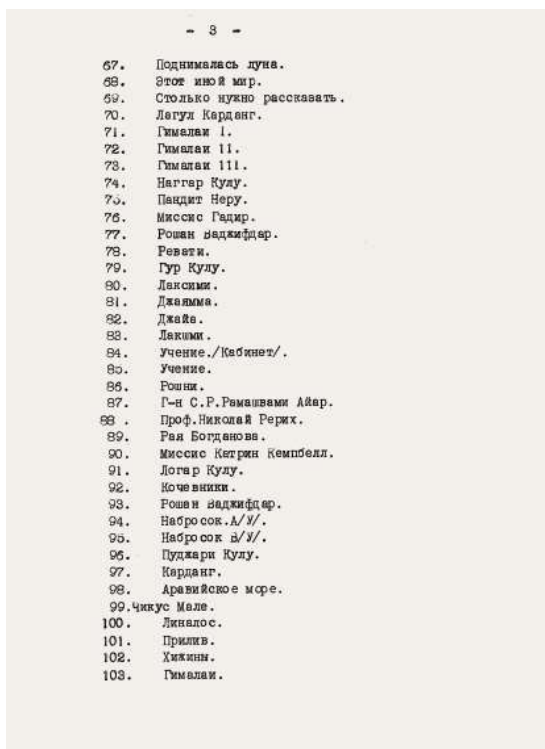 - 3 -
67. Поднималась луна.
68. Этот иной мир.
69. Столько нужно рассказать.
70. Лагул Карданг.
71. Гималаи I.
72. Гималаи 11.
73. Гималаи 111.
74. Наггар Кулу.
75. Пандит Неру.
76. Миссис Гадир.
77. Рошан Ваджифдар.
78. Ревати.
79. Гур Кулу.
80. Лаксими.
81. Джаямма.
82. Джайа.
83. Лакшми.
84. Учение./Кабинет/.
85. Учение.
86. Рошни.
87. Г-н С.Р.Рамашвами Айар.
88 . Проф.Николай Рерих.
89. Рая Богданова.
90. Миссис Катрин Кемпбелл.
91. Логар Кулу.
92. Кочевники.
93. Рошан Ваджифдар.
94. Набросок.А/У/.
95. Набросок В/У/.
96. Пуджари Кулу.
97. Карданг.
98. Аравийское море.
99.Чикус Мале.
100. Линалос.
101. Прилив.
102. Хижины.
103. Гималаи.